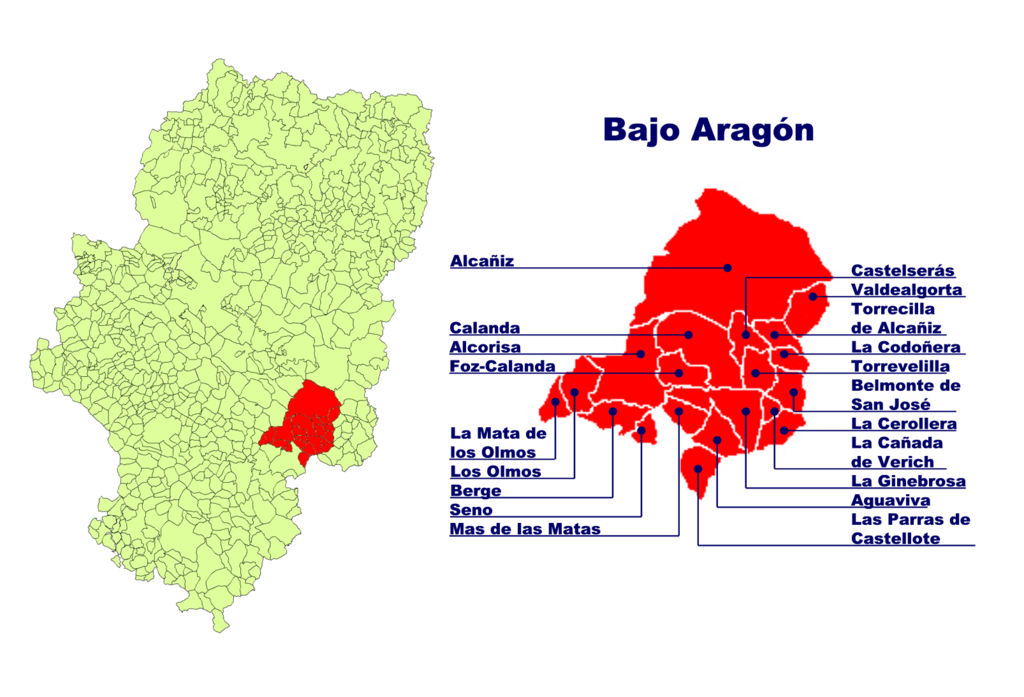 Bajo Aragón
Alcañiz
Calanda
Alcorisa
Foz-Calanda
La Mata de
los Olmos
Los Olmos
Berge
Seno
Mas de las Matas
Castelserás
Valdealgorta
Torrecilla
de Alcañiz
La Codoñera
Torrevelilla
Belmonte de
San José
La Cerollera
La Cañada
de Verich
La Ginebrosa
Aguaviva
Las Parras de
Castellote